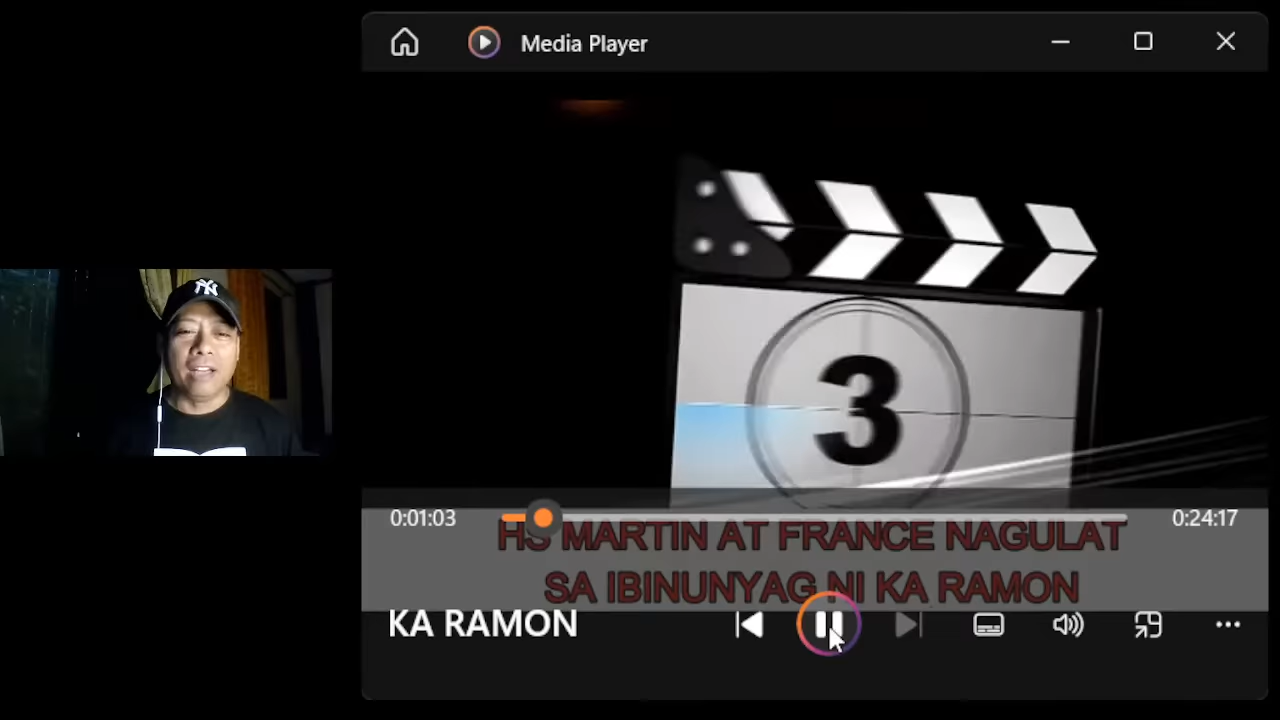 Media Player
NY
3
0:01:03
0:24:17
HS MARTIN AT FRANCE NAGULAT
SA IBINUNYAG NI KA RAMON
KA RAMON